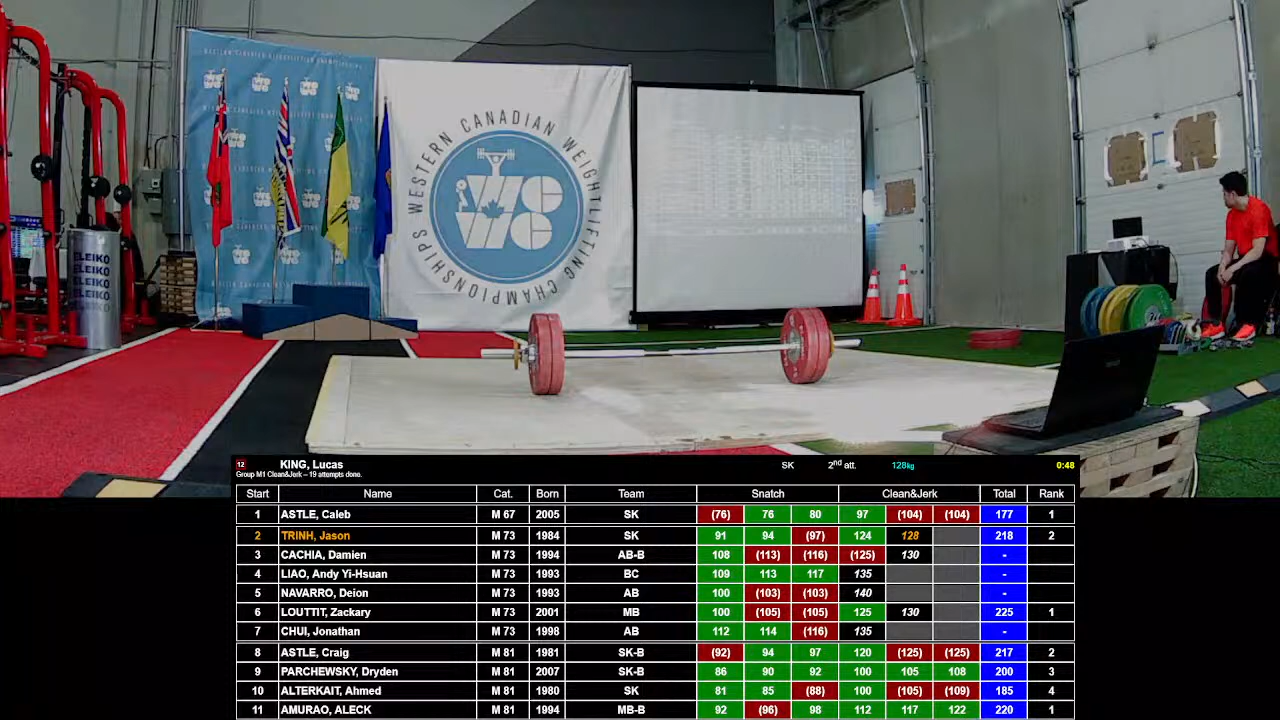 WESTERN CANADIAN WEIGHTLIFTING CHAMPIONSHIPS
WC
WC
ELEIKO
ELEIKO
ELEIKO
ELEIKO
12 KING, Lucas SK 2nd att. 128kg 0:48
Group M1 Clean&Jerk – 19 attempts done.
Start Name Cat. Born Team Snatch Clean&Jerk Total Rank
1 ASTLE, Caleb M 67 2005 SK (76) 76 80 97 (104) (104) 177 1
2 TRINH, Jason M 73 1984 SK 91 94 (97) 124 128 218 2
3 CACHIA, Damien M 73 1994 AB-B 108 (113) (116) (125) 130 -
4 LIAO, Andy Yi-Hsuan M 73 1993 BC 109 113 117 135 -
5 NAVARRO, Deion M 73 1993 AB 100 (103) (103) 140 -
6 LOUTTIT, Zackary M 73 2001 MB 100 (105) (105) 125 130 225 1
7 CHUI, Jonathan M 73 1998 AB 112 114 (116) 135 -
8 ASTLE, Craig M 81 1981 SK-B (92) 94 97 120 (125) (125) 217 2
9 PARCHEWSKY, Dryden M 81 2007 SK-B 86 90 92 100 105 108 200 3
10 ALTERKAIT, Ahmed M 81 1980 SK 81 85 (88) 100 (105) (109) 185 4
11 AMURAO, ALECK M 81 1994 MB-B 92 (96) 98 112 117 122 220 1